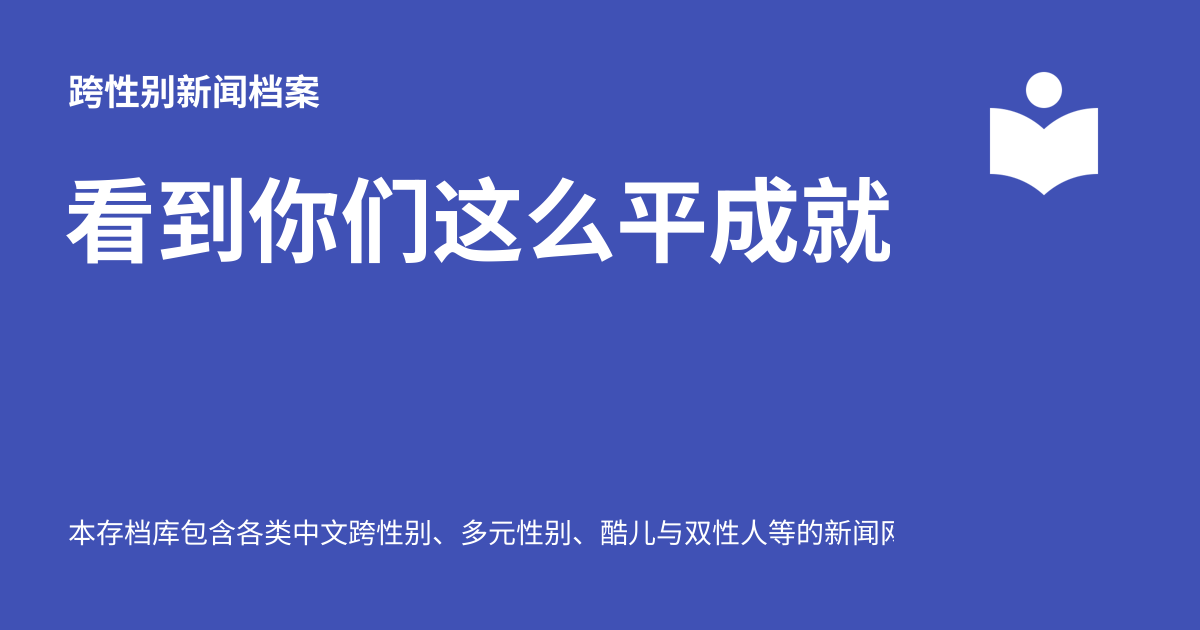 跨性别新闻档案
看到你们这么平成就
本存档库包含各类中文跨性别、多元性别、酷儿与双性人等的新闻网